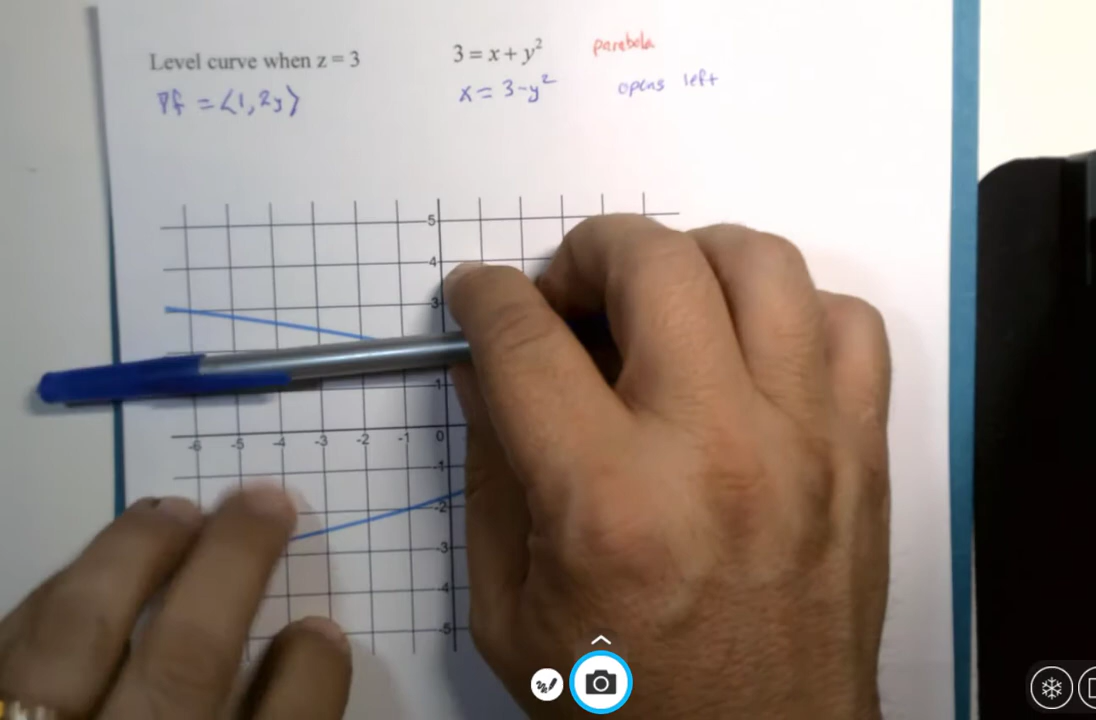 Level curve when z = 3
3 = x + y²
parabola
∇f = ⟨1, 2y⟩
x = 3 - y²
opens left
5
4
3
1
-6 -5 -4 -3 -2 -1 0
-1
-2
-3
-4
-5